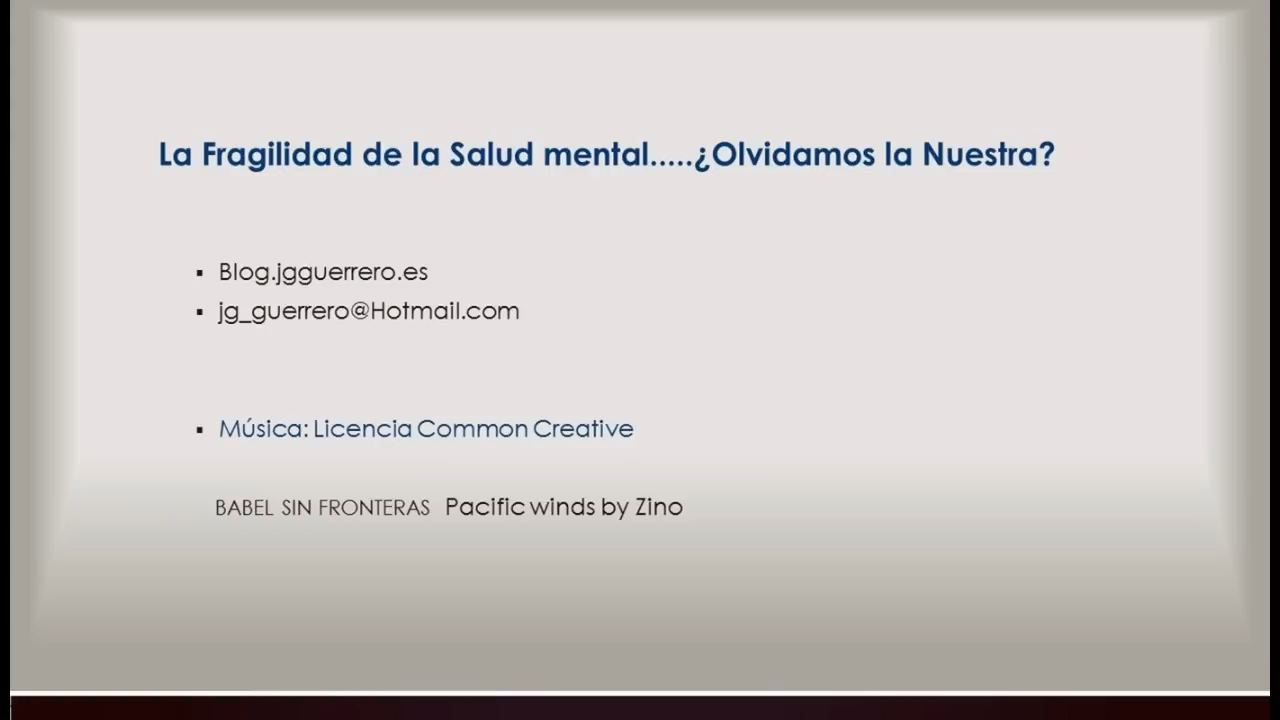 La Fragilidad de la Salud mental.....¿Olvidamos la Nuestra?
Blog.jgguerrero.es
jg_guerrero@Hotmail.com
Música: Licencia Common Creative
BABEL SIN FRONTERAS Pacific winds by Zino